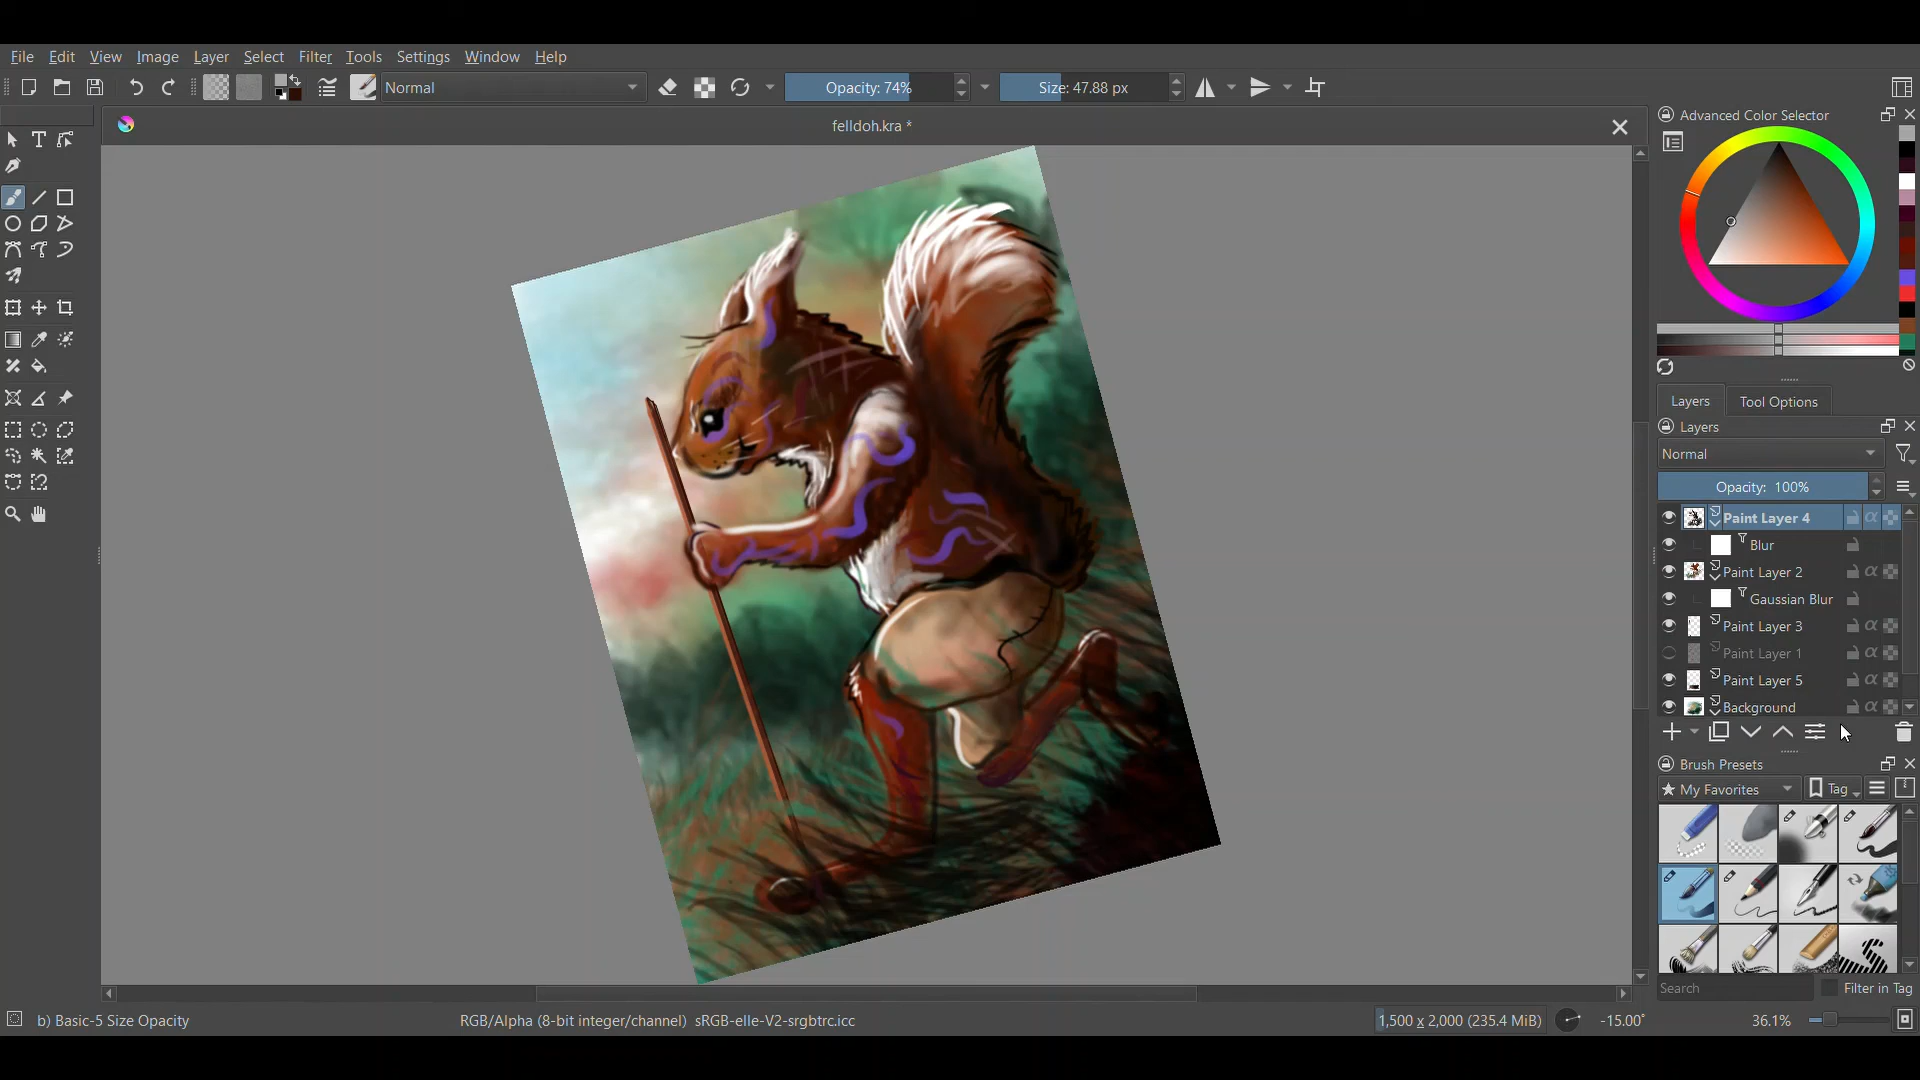 File Edit View Image Layer Select Filter Tools Settings Window Help
Normal Opacity: 74% Size: 47.88 px
felldoh.kra *
Advanced Color Selector
Layers Tool Options
Layers
Normal
Opacity: 100%
Paint Layer 4
Blur
Paint Layer 2
Gaussian Blur
Paint Layer 3
Paint Layer 1
Paint Layer 5
Background
Brush Presets
★ My Favorites Tag
Search Filter in Tag
b) Basic-5 Size Opacity RGB/Alpha (8-bit integer/channel) sRGB-elle-V2-srgbtrc.icc 1,500 x 2,000 (235.4 MiB) -15.00° 36.1%